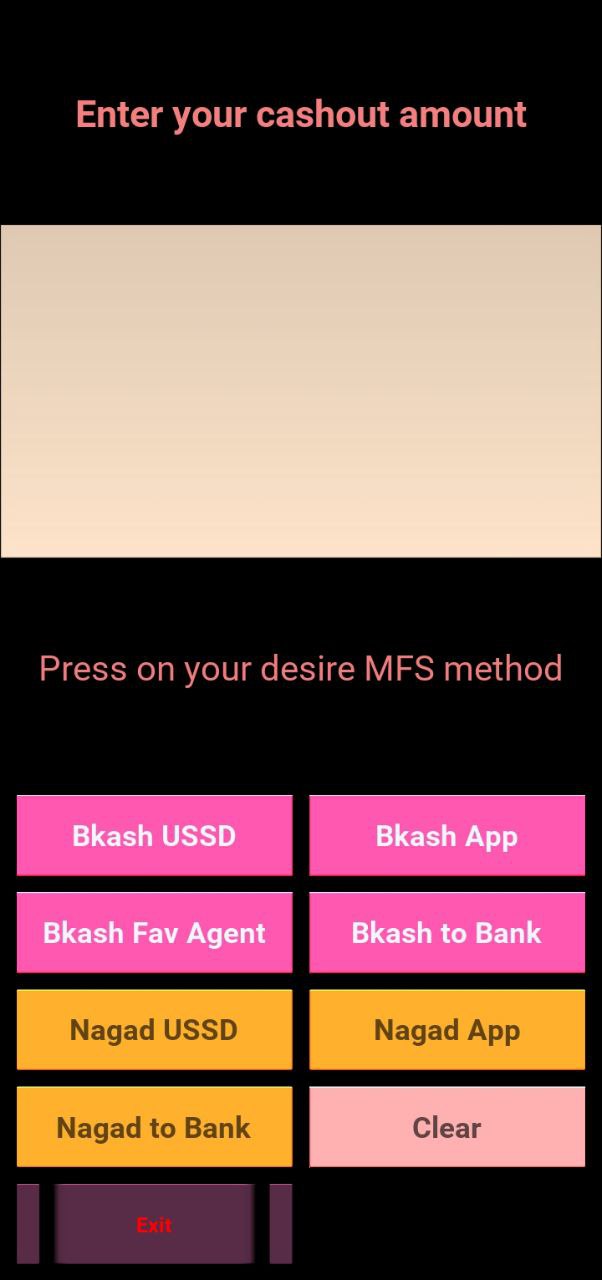 Enter your cashout amount
Press on your desire MFS method
Bkash USSD
Bkash App
Bkash Fav Agent
Bkash to Bank
Nagad USSD
Nagad App
Nagad to Bank
Clear
Exit